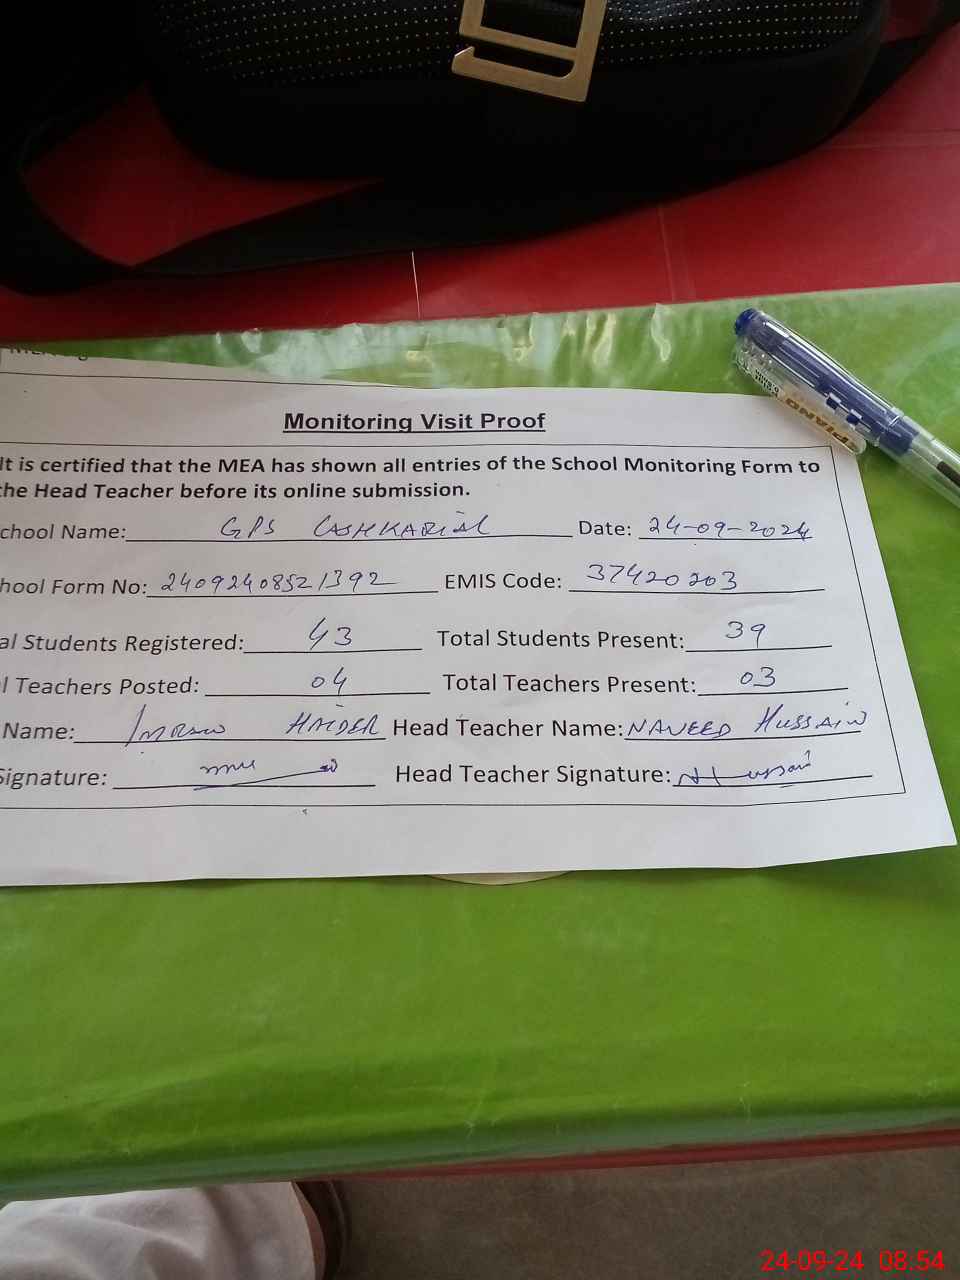 Monitoring Visit Proof
It is certified that the MEA has shown all entries of the School Monitoring Form to
the Head Teacher before its online submission.
chool Name: GPS LASHKARIAL Date: 24-09-2024
hool Form No: 24092408521392 EMIS Code: 37420203
al Students Registered: 43 Total Students Present: 39
l Teachers Posted: 04 Total Teachers Present: 03
Name: IMRAN HAIDER Head Teacher Name: NAVEED HUSSAIN
Signature: Head Teacher Signature: N Hussain
PIANO
24-09-24 08:54